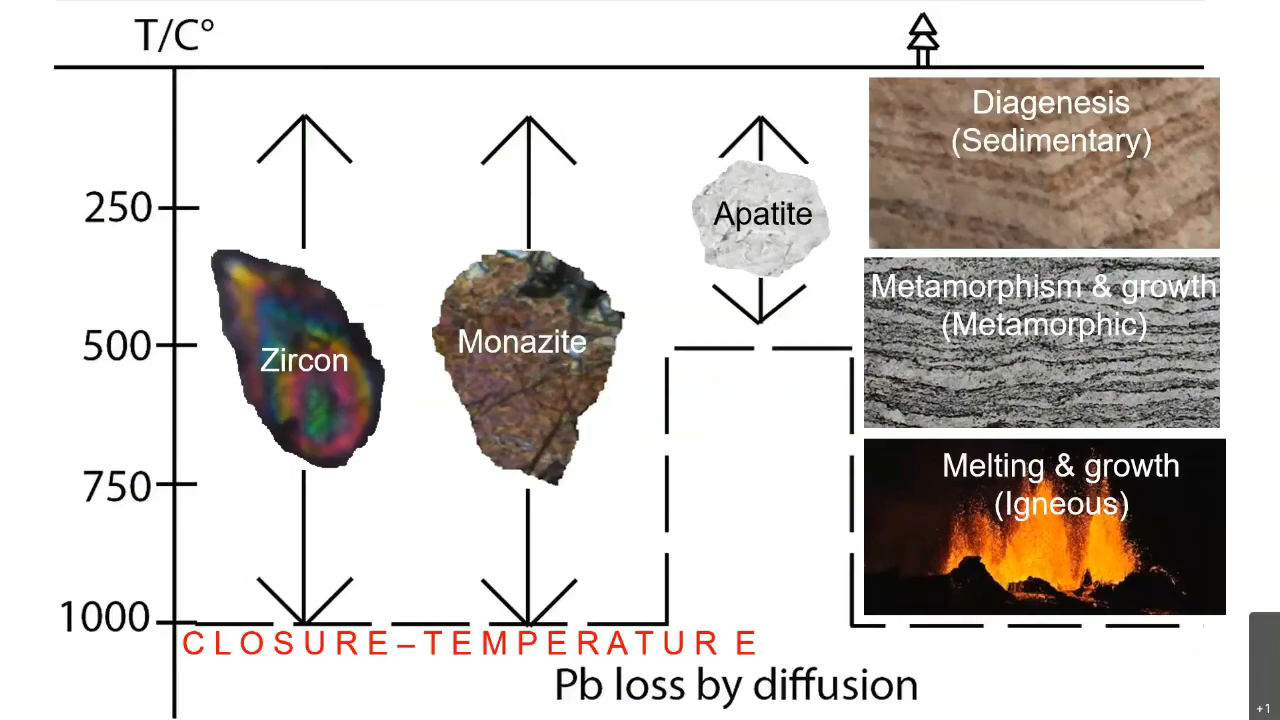 T/C°
250
500
750
1000
Zircon
Monazite
Apatite
Diagenesis
(Sedimentary)
Metamorphism & growth
(Metamorphic)
Melting & growth
(Igneous)
CLOSURE–TEMPERATURE
Pb loss by diffusion
+1